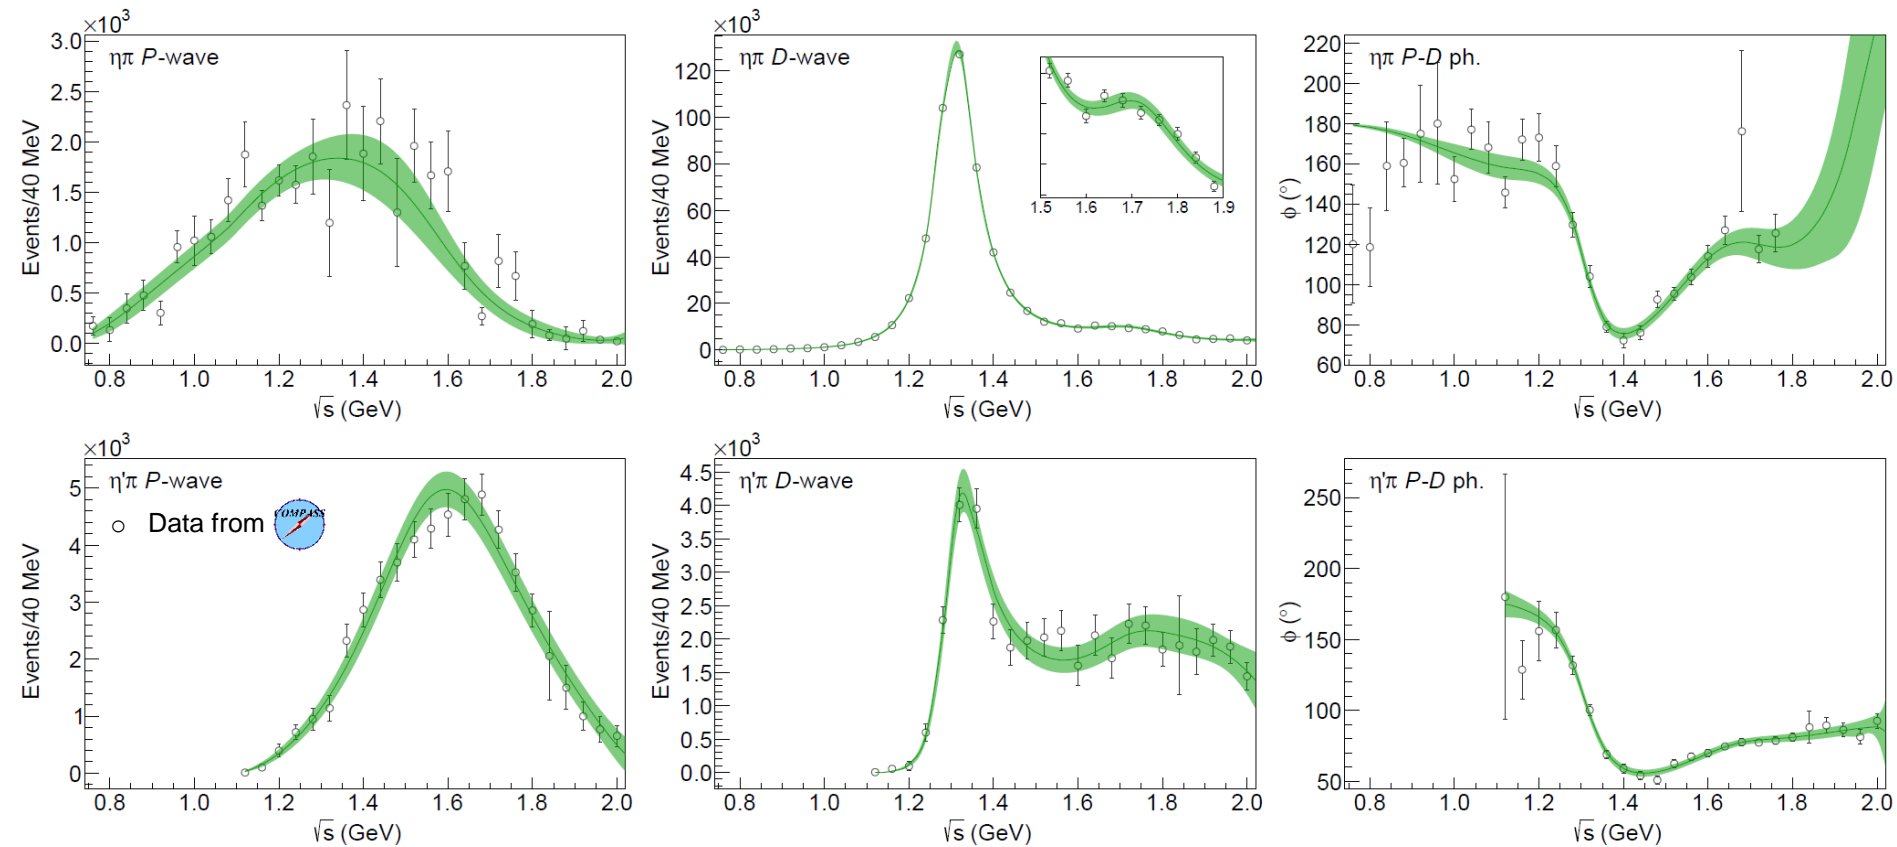 ×10³
ηπ P-wave
3.0
2.5
2.0
1.5
1.0
0.5
0.0
Events/40 MeV
0.8 1.0 1.2 1.4 1.6 1.8 2.0
√s (GeV)
×10³
ηπ D-wave
120
100
80
60
40
20
0
Events/40 MeV
1.5 1.6 1.7 1.8 1.9
0.8 1.0 1.2 1.4 1.6 1.8 2.0
√s (GeV)
ηπ P-D ph.
220
200
180
160
140
120
100
80
60
ϕ (°)
0.8 1.0 1.2 1.4 1.6 1.8 2.0
√s (GeV)
×10³
η'π P-wave
Data from COMPASS
5
4
3
2
1
0
Events/40 MeV
0.8 1.0 1.2 1.4 1.6 1.8 2.0
√s (GeV)
×10³
η'π D-wave
4.5
4.0
3.5
3.0
2.5
2.0
1.5
1.0
0.5
0.0
Events/40 MeV
0.8 1.0 1.2 1.4 1.6 1.8 2.0
√s (GeV)
η'π P-D ph.
250
200
150
100
50
ϕ (°)
0.8 1.0 1.2 1.4 1.6 1.8 2.0
√s (GeV)